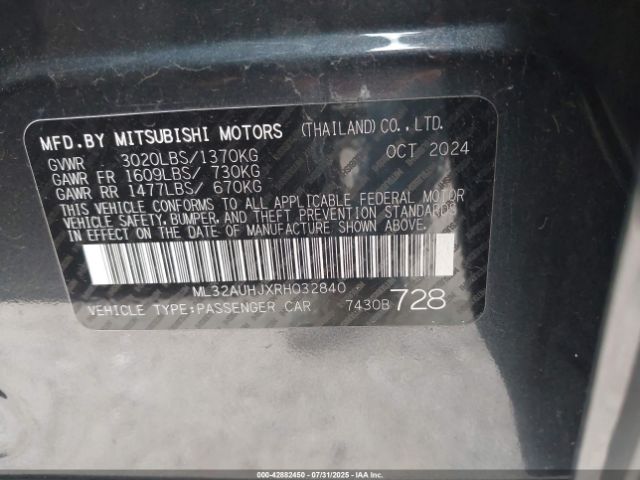 MFD.BY MITSUBISHI MOTORS (THAILAND)CO.,LTD.
GVWR 3020LBS/1370KG OCT 2024
GAWR FR 1609LBS/ 730KG
GAWR RR 1477LBS/ 670KG
THIS VEHICLE CONFORMS TO ALL APPLICABLE FEDERAL MOTOR
VEHICLE SAFETY,BUMPER,AND THEFT PREVENTION STANDARDS
IN EFFECT ON THE DATE OF MANUFACTURE SHOWN ABOVE.
ML32AUHJXRH032840
VEHICLE TYPE:PASSENGER CAR 7430B 728
000-42882450 - 07/31/2025 - IAAI.COM